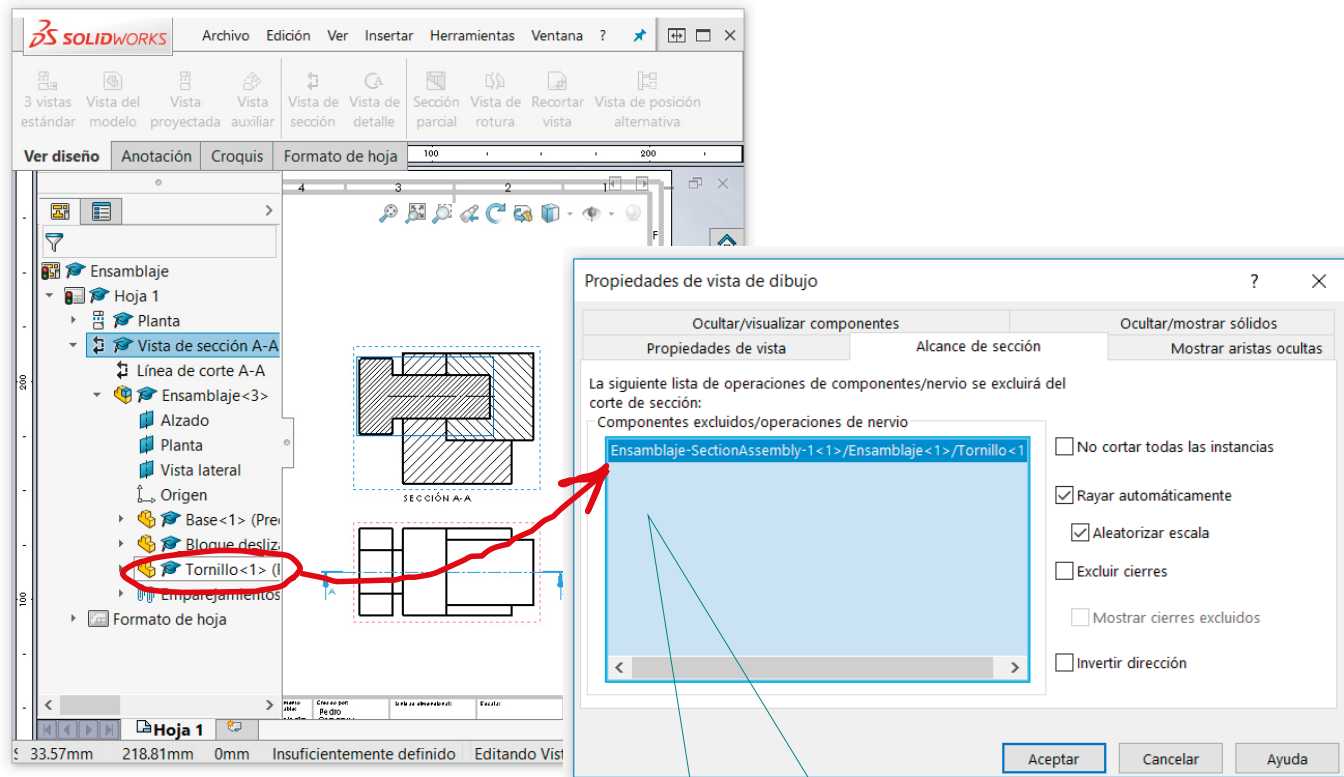 SOLIDWORKS Archivo Edición Ver Insertar Herramientas Ventana ?
3 vistas estándar
Vista del modelo
Vista proyectada
Vista auxiliar
Vista de sección
Vista de detalle
Sección parcial
Vista de rotura
Recortar vista
Vista de posición alternativa
Ver diseño Anotación Croquis Formato de hoja
100 200
4 3 2 1
F
Ensamblaje
Hoja 1
Planta
Vista de sección A-A
Línea de corte A-A
Ensamblaje<3>
Alzado
Planta
Vista lateral
Origen
Base<1> (Pre
Bloque desliz
Tornillo<1> (
Emparejamientos
Formato de hoja
200
100
SECCIÓN A-A
A
Creado por:
Pedro
Escala:
Hoja 1
33.57mm 218.81mm 0mm Insuficientemente definido Editando Vis
Propiedades de vista de dibujo ?
Ocultar/visualizar componentes Ocultar/mostrar sólidos
Propiedades de vista Alcance de sección Mostrar aristas ocultas
La siguiente lista de operaciones de componentes/nervio se excluirá del
corte de sección:
Componentes excluidos/operaciones de nervio
Ensamblaje-SectionAssembly-1<1>/Ensamblaje<1>/Tornillo<1
No cortar todas las instancias
Rayar automáticamente
Aleatorizar escala
Excluir cierres
Mostrar cierres excluidos
Invertir dirección
Aceptar Cancelar Ayuda